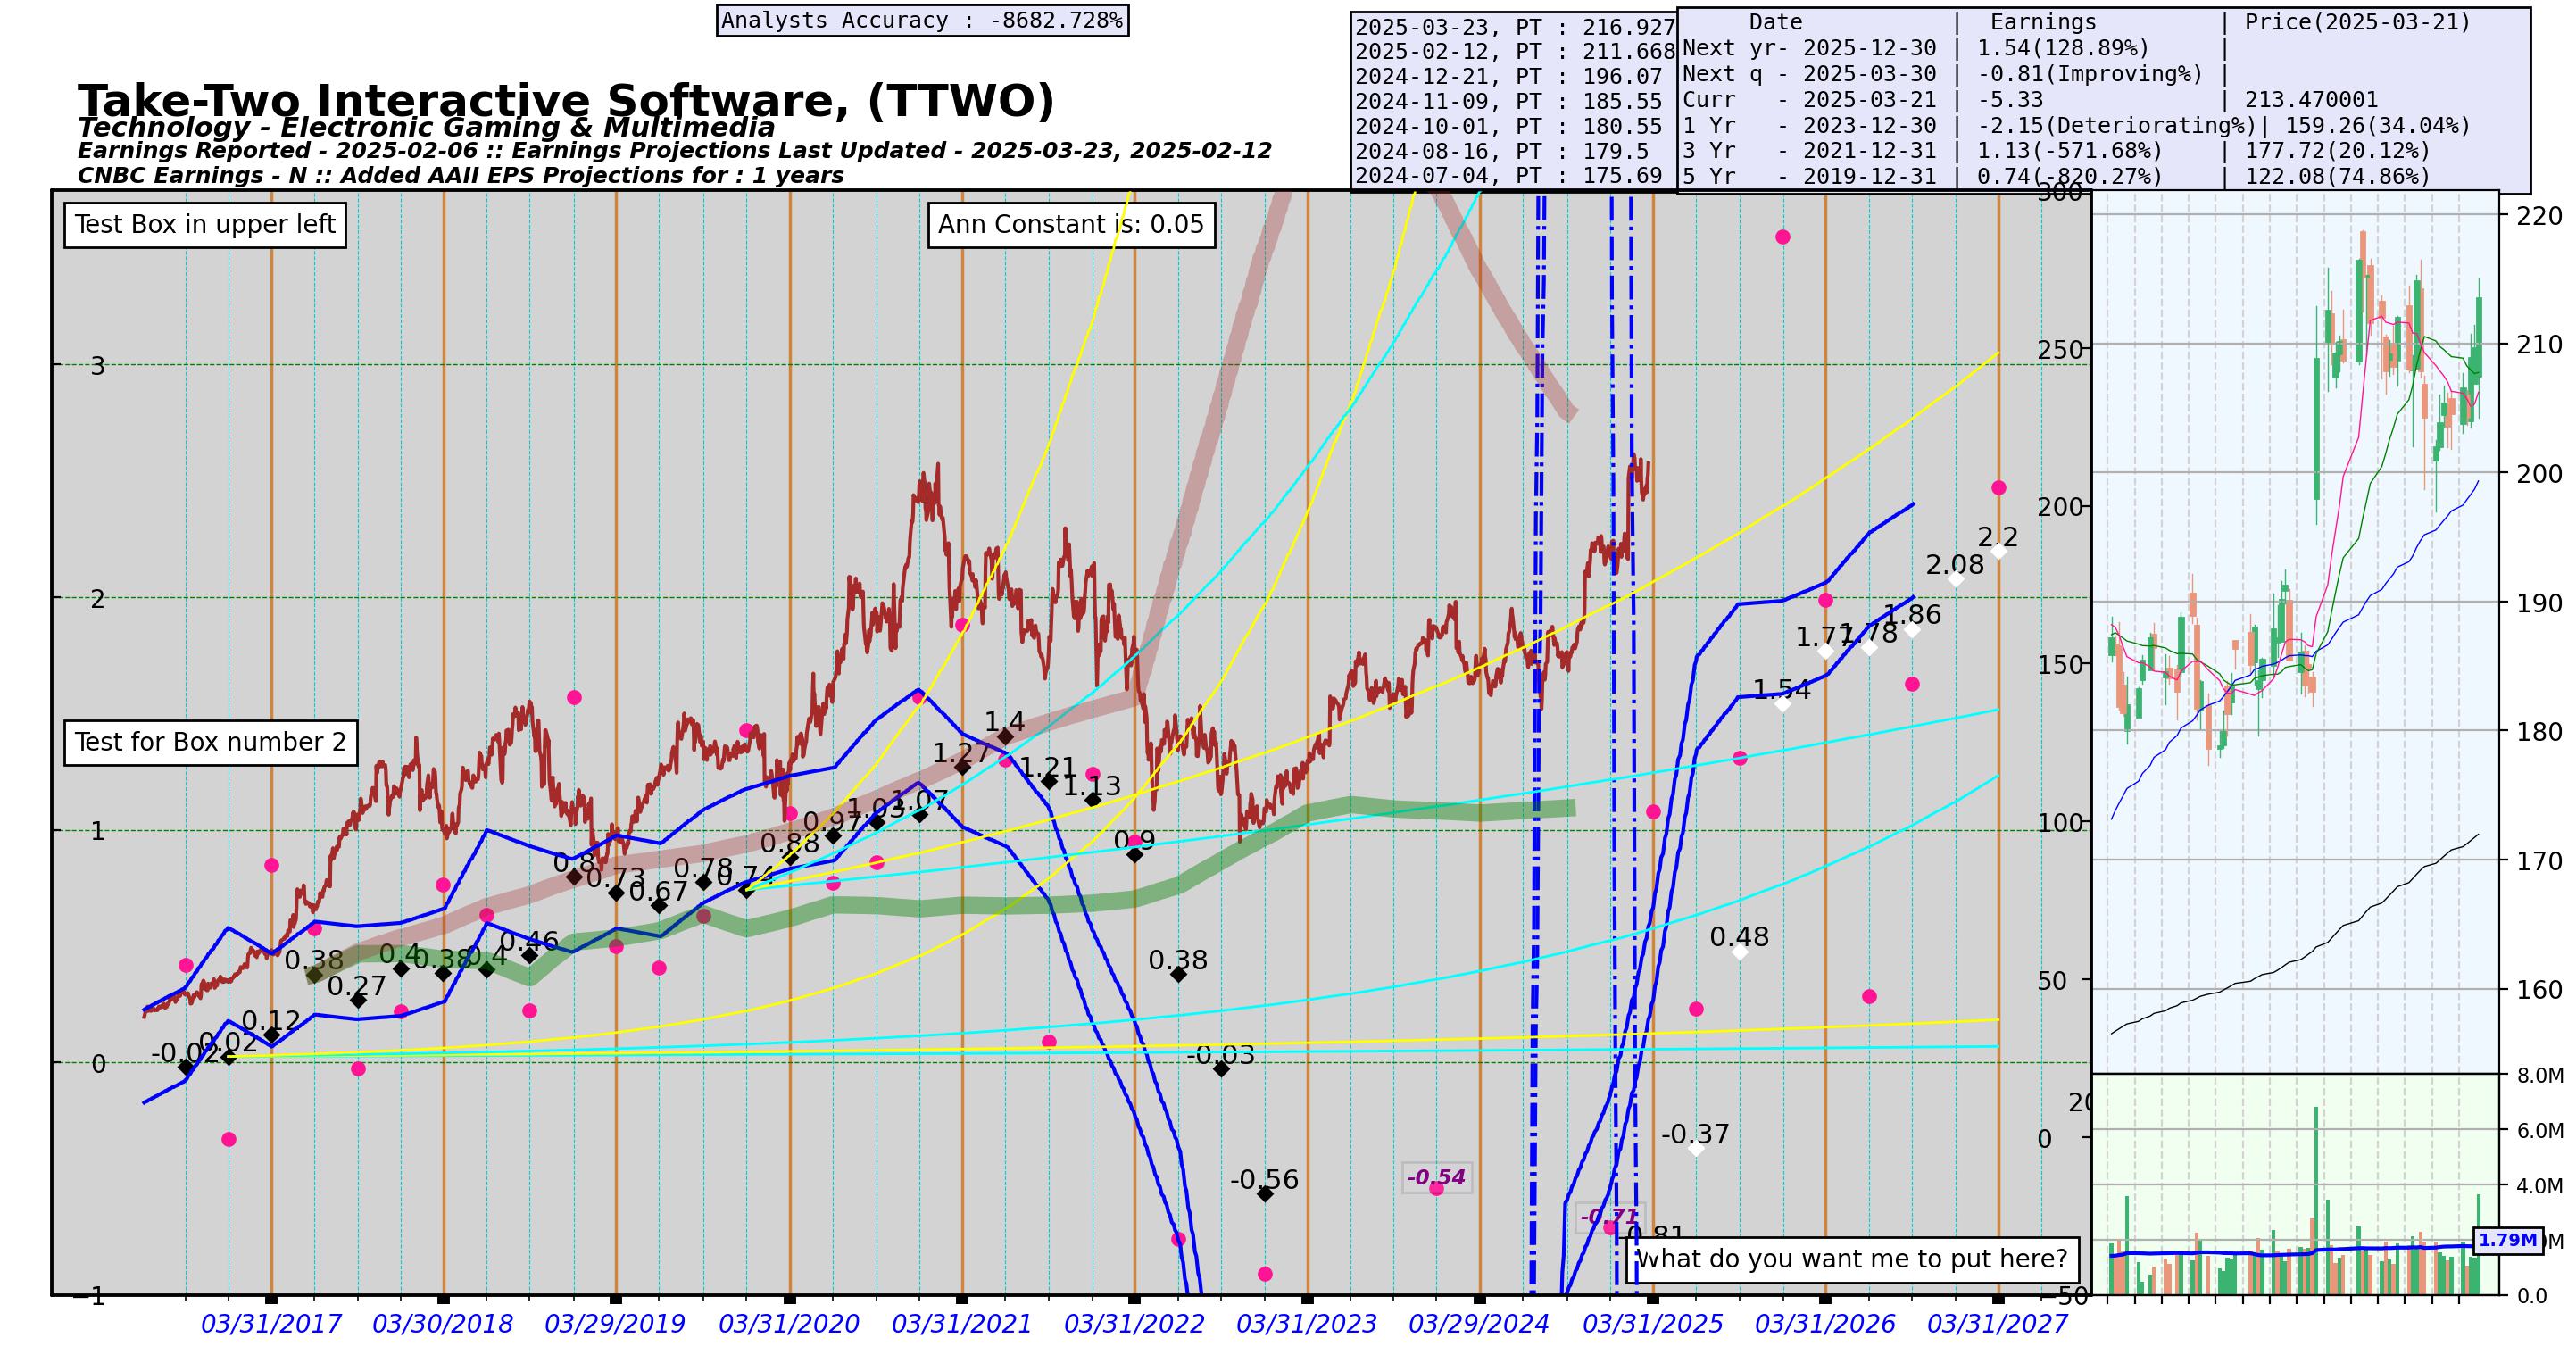 Analysts Accuracy : -8682.728%
2025-03-23, PT : 216.927
2025-02-12, PT : 211.668
2024-12-21, PT : 196.07
2024-11-09, PT : 185.55
2024-10-01, PT : 180.55
2024-08-16, PT : 179.5
2024-07-04, PT : 175.69
Date | Earnings | Price(2025-03-21)
Next yr- 2025-12-30 | 1.54(128.89%) |
Next q - 2025-03-30 | -0.81(Improving%) |
Curr - 2025-03-21 | -5.33 | 213.470001
1 Yr - 2023-12-30 | -2.15(Deteriorating%)| 159.26(34.04%)
3 Yr - 2021-12-31 | 1.13(-571.68%) | 177.72(20.12%)
5 Yr - 2019-12-31 | 0.74(-820.27%) | 122.08(74.86%)
Take-Two Interactive Software, (TTWO)
Technology - Electronic Gaming & Multimedia
Earnings Reported - 2025-02-06 :: Earnings Projections Last Updated - 2025-03-23, 2025-02-12
CNBC Earnings - N :: Added AAII EPS Projections for : 1 years
Test Box in upper left
Ann Constant is: 0.05
Test for Box number 2
What do you want me to put here?
3
2
1
0
-1
-0.02
0.02
0.12
0.38
0.27
0.4
0.38
0.4
0.46
0.8
0.73
0.67
0.78
0.74
0.88
0.97
1.03
1.07
1.27
1.4
1.21
1.13
0.9
0.38
-0.03
-0.56
-0.54
-0.71
-0.37
0.48
1.54
1.77
1.78
1.86
2.08
2.2
300
250
200
150
100
50
0
-50
220
210
200
190
180
170
160
8.0M
6.0M
4.0M
1.79M
0.0
03/31/2017
03/30/2018
03/29/2019
03/31/2020
03/31/2021
03/31/2022
03/31/2023
03/29/2024
03/31/2025
03/31/2026
03/31/2027